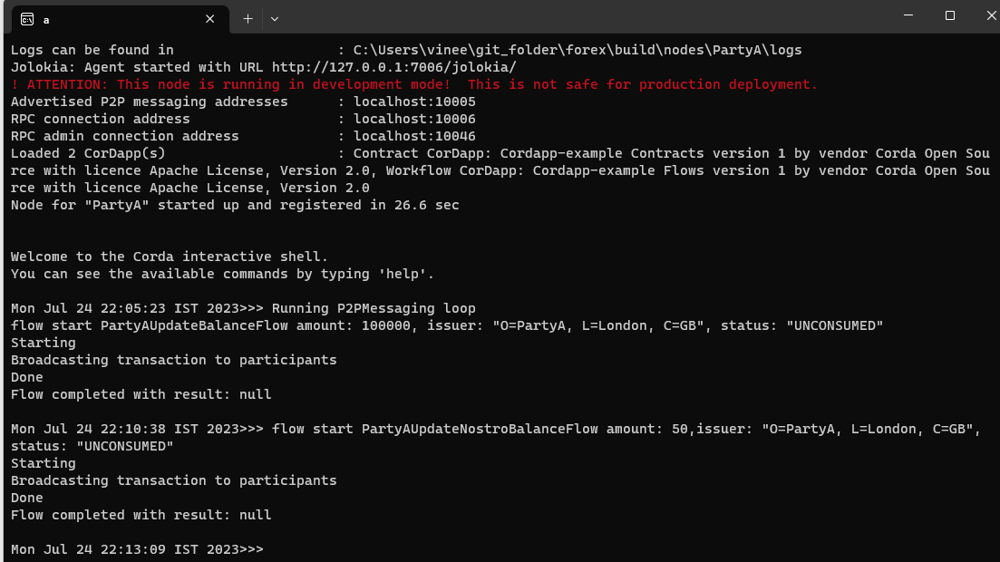 a
Logs can be found in : C:\Users\vinee\git_folder\forex\build\nodes\PartyA\logs
Jolokia: Agent started with URL http://127.0.0.1:7006/jolokia/
! ATTENTION: This node is running in development mode! This is not safe for production deployment.
Advertised P2P messaging addresses : localhost:10005
RPC connection address : localhost:10006
RPC admin connection address : localhost:10046
Loaded 2 CorDapp(s) : Contract CorDapp: Cordapp-example Contracts version 1 by vendor Corda Open Sou
rce with licence Apache License, Version 2.0, Workflow CorDapp: Cordapp-example Flows version 1 by vendor Corda Open Sou
rce with licence Apache License, Version 2.0
Node for "PartyA" started up and registered in 26.6 sec
Welcome to the Corda interactive shell.
You can see the available commands by typing 'help'.
Mon Jul 24 22:05:23 IST 2023>>> Running P2PMessaging loop
flow start PartyAUpdateBalanceFlow amount: 100000, issuer: "O=PartyA, L=London, C=GB", status: "UNCONSUMED"
Starting
Broadcasting transaction to participants
Done
Flow completed with result: null
Mon Jul 24 22:10:38 IST 2023>>> flow start PartyAUpdateNostroBalanceFlow amount: 50,issuer: "O=PartyA, L=London, C=GB",
status: "UNCONSUMED"
Starting
Broadcasting transaction to participants
Done
Flow completed with result: null
Mon Jul 24 22:13:09 IST 2023>>>